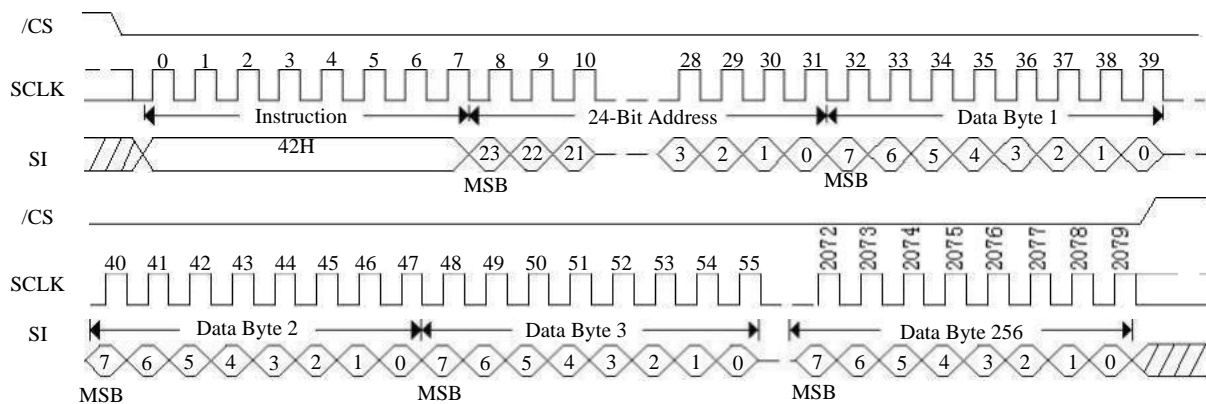 /CS
0 1 2 3 4 5 6 7 8 9 10 28 29 30 31 32 33 34 35 36 37 38 39
SCLK
Instruction 24-Bit Address Data Byte 1
SI 42H 23 22 21 3 2 1 0 7 6 5 4 3 2 1 0
MSB MSB
/CS
40 41 42 43 44 45 46 47 48 49 50 51 52 53 54 55 2072 2073 2074 2075 2076 2077 2078 2079
SCLK
SI Data Byte 2 Data Byte 3 Data Byte 256
7 6 5 4 3 2 1 0 7 6 5 4 3 2 1 0 7 6 5 4 3 2 1 0
MSB MSB MSB